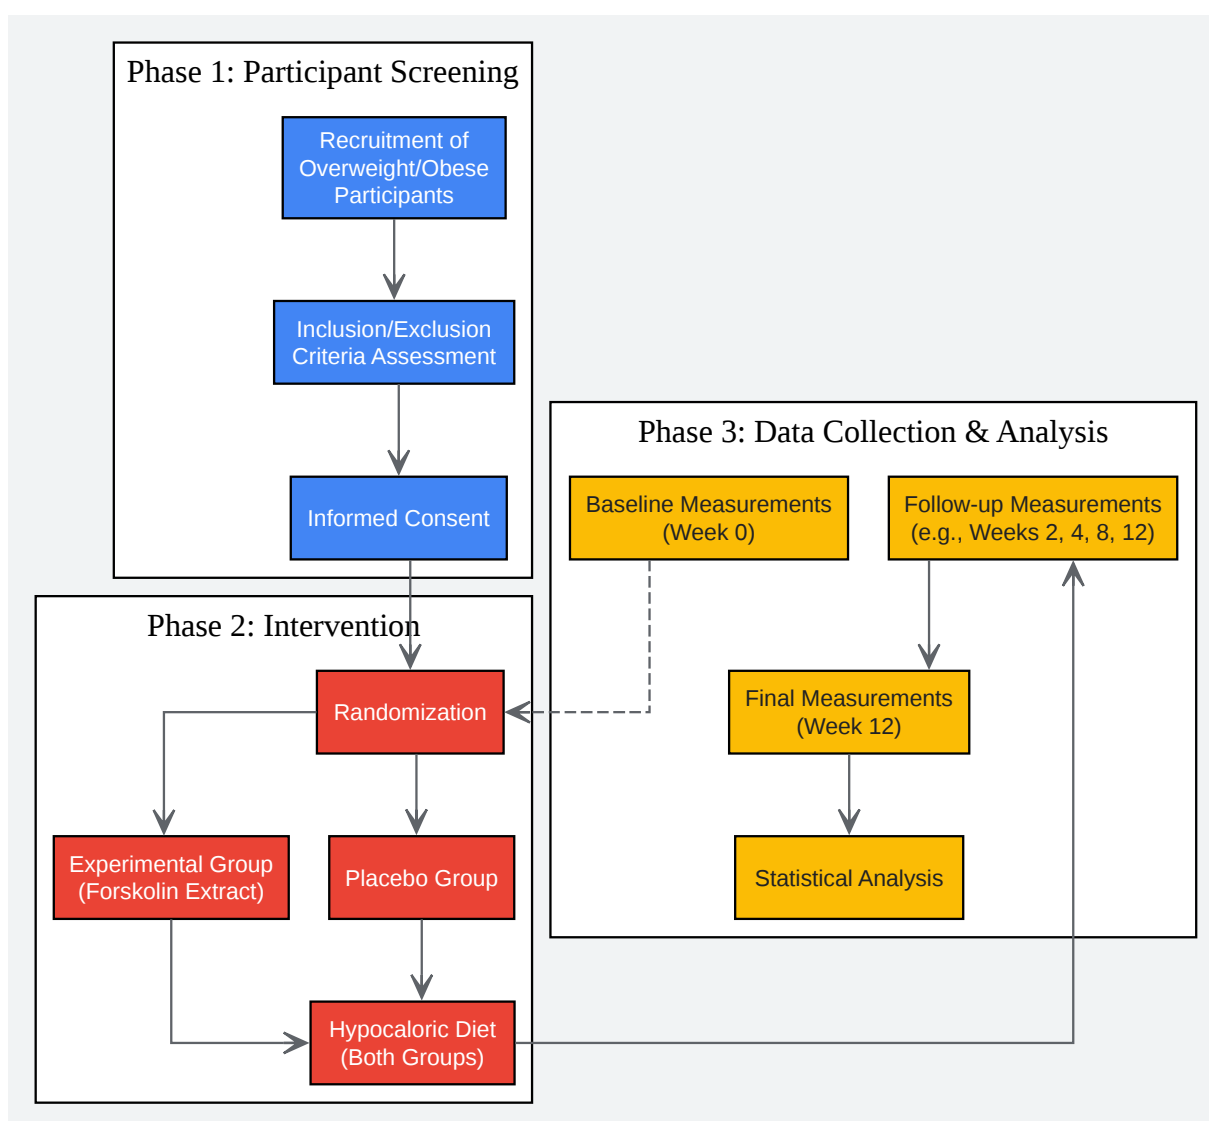 Phase 1: Participant Screening
Recruitment of
Overweight/Obese
Participants
Inclusion/Exclusion
Criteria Assessment
Informed Consent
Phase 2: Intervention
Randomization
Experimental Group
(Forskolin Extract)
Placebo Group
Hypocaloric Diet
(Both Groups)
Phase 3: Data Collection & Analysis
Baseline Measurements
(Week 0)
Follow-up Measurements
(e.g., Weeks 2, 4, 8, 12)
Final Measurements
(Week 12)
Statistical Analysis